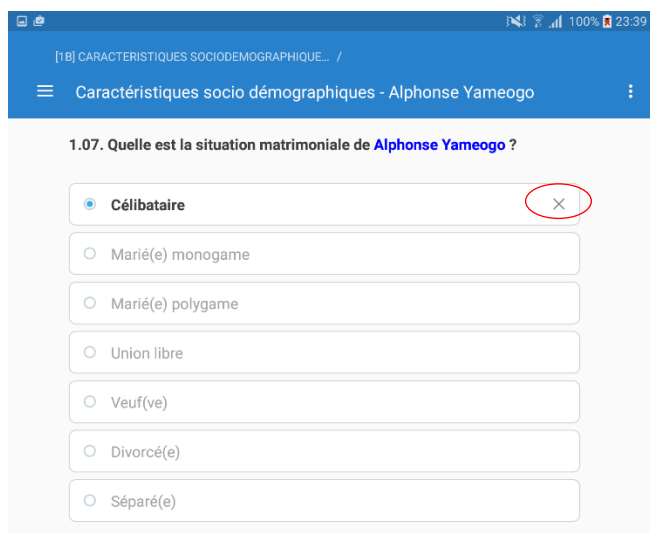 100% 23:39
[1B] CARACTERISTIQUES SOCIODEMOGRAPHIQUE... /
Caractéristiques socio démographiques - Alphonse Yameogo
1.07. Quelle est la situation matrimoniale de Alphonse Yameogo ?
Célibataire
Marié(e) monogame
Marié(e) polygame
Union libre
Veuf(ve)
Divorcé(e)
Séparé(e)